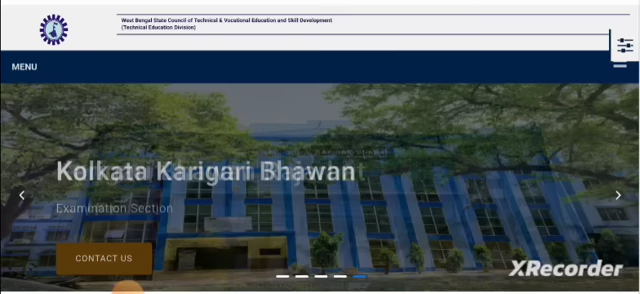 West Bengal State Council of Technical & Vocational Education and Skill Development
(Technical Education Division)
MENU
Kolkata Karigari Bhawan
Examination Section
CONTACT US
XRecorder